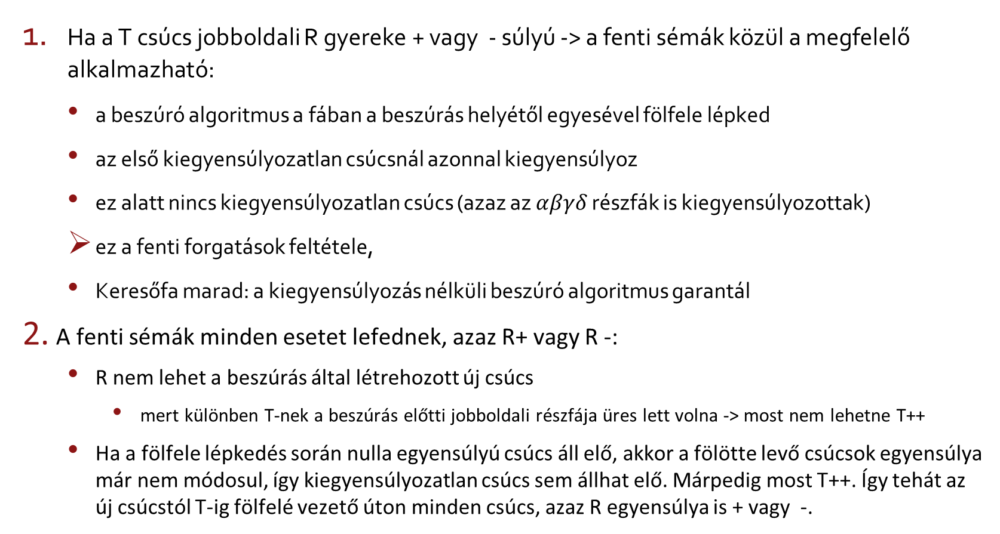 1. Ha a T csúcs jobboldali R gyereke + vagy - súlyú -> a fenti sémák közül a megfelelő
alkalmazható:
• a beszúró algoritmus a fában a beszúrás helyétől egyesével fölfele lépked
• az első kiegyensúlyozatlan csúcsnál azonnal kiegyensúlyoz
• ez alatt nincs kiegyensúlyozatlan csúcs (azaz az 𝛼𝛽𝛾𝛿 részfák is kiegyensúlyozottak)
➢ ez a fenti forgatások feltétele,
• Keresőfa marad: a kiegyensúlyozás nélküli beszúró algoritmus garantál
2. A fenti sémák minden esetet lefednek, azaz R+ vagy R -:
• R nem lehet a beszúrás által létrehozott új csúcs
• mert különben T-nek a beszúrás előtti jobboldali részfája üres lett volna -> most nem lehetne T++
• Ha a fölfele lépkedés során nulla egyensúlyú csúcs áll elő, akkor a fölötte levő csúcsok egyensúlya
már nem módosul, így kiegyensúlyozatlan csúcs sem állhat elő. Márpedig most T++. Így tehát az
új csúcstól T-ig fölfelé vezető úton minden csúcs, azaz R egyensúlya is + vagy -.